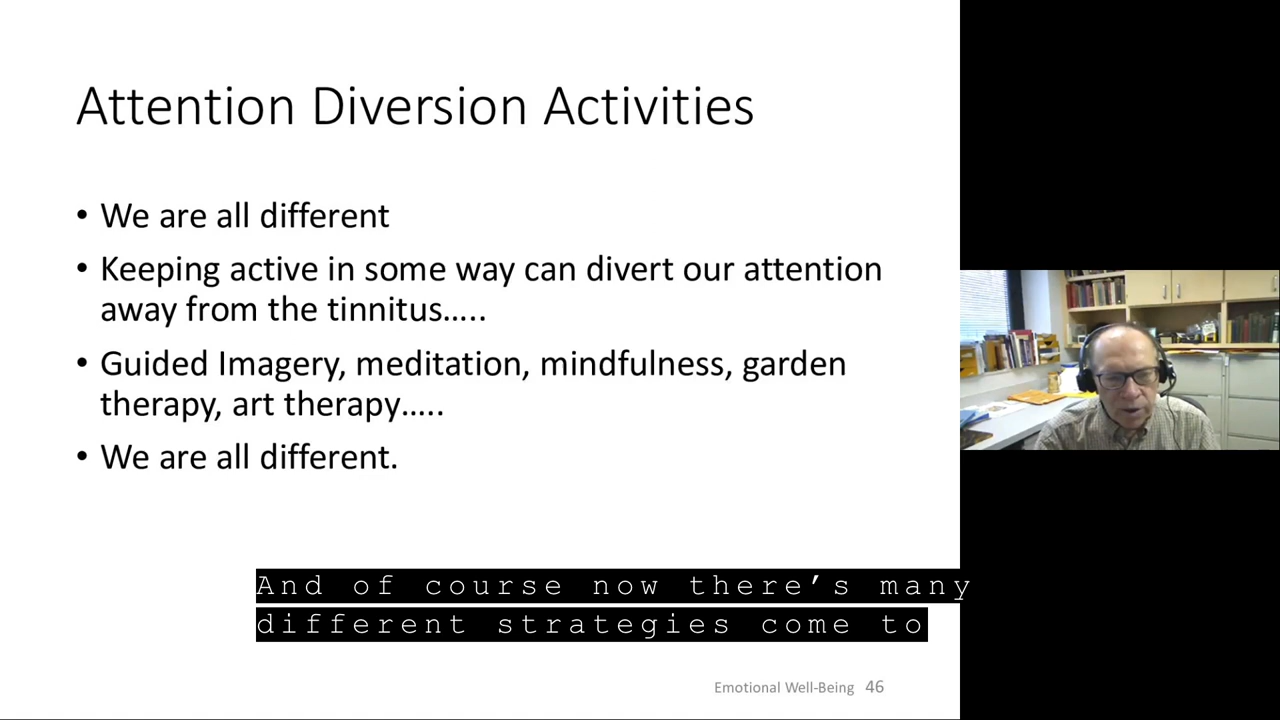 Attention Diversion Activities
• We are all different
• Keeping active in some way can divert our attention
away from the tinnitus…..
• Guided Imagery, meditation, mindfulness, garden
therapy, art therapy…..
• We are all different.
And of course now there’s many
different strategies come to
Emotional Well-Being 46